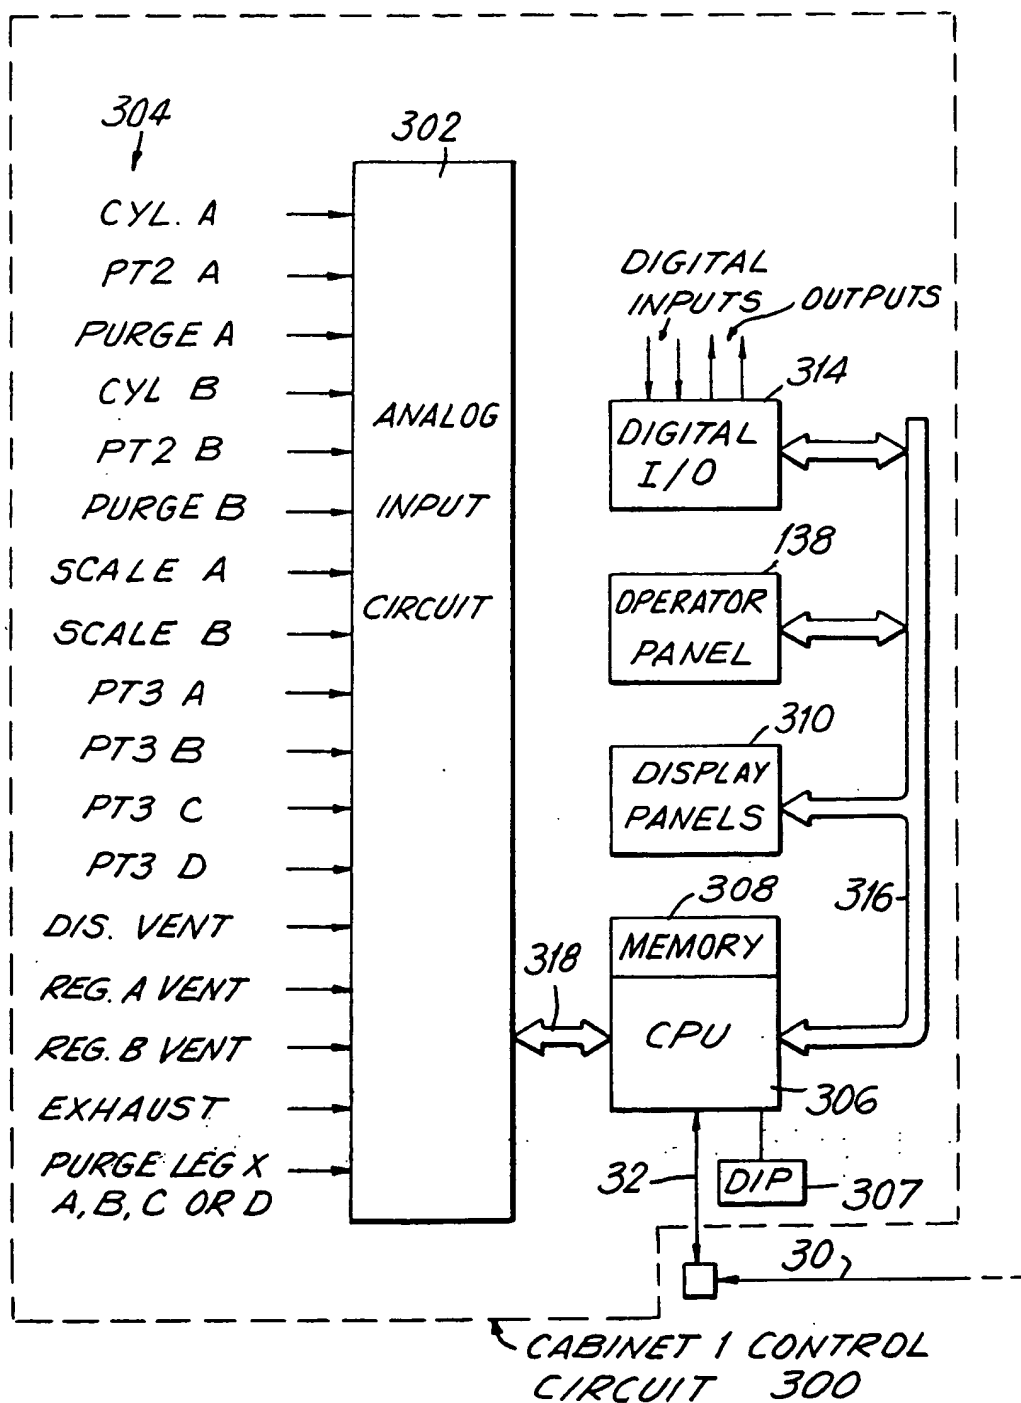 304
302
CYL. A
PT2 A
PURGE A
CYL B
PT2 B
PURGE B
SCALE A
SCALE B
PT3 A
PT3 B
PT3 C
PT3 D
DIS. VENT
REG. A VENT
REG. B VENT
EXHAUST
PURGE LEG X
A, B, C OR D
ANALOG
INPUT
CIRCUIT
DIGITAL
INPUTS OUTPUTS
314
DIGITAL
I/O
138
OPERATOR
PANEL
310
DISPLAY
PANELS
316
308
MEMORY
318
CPU
306
32
DIP
307
30
CABINET 1 CONTROL
CIRCUIT 300